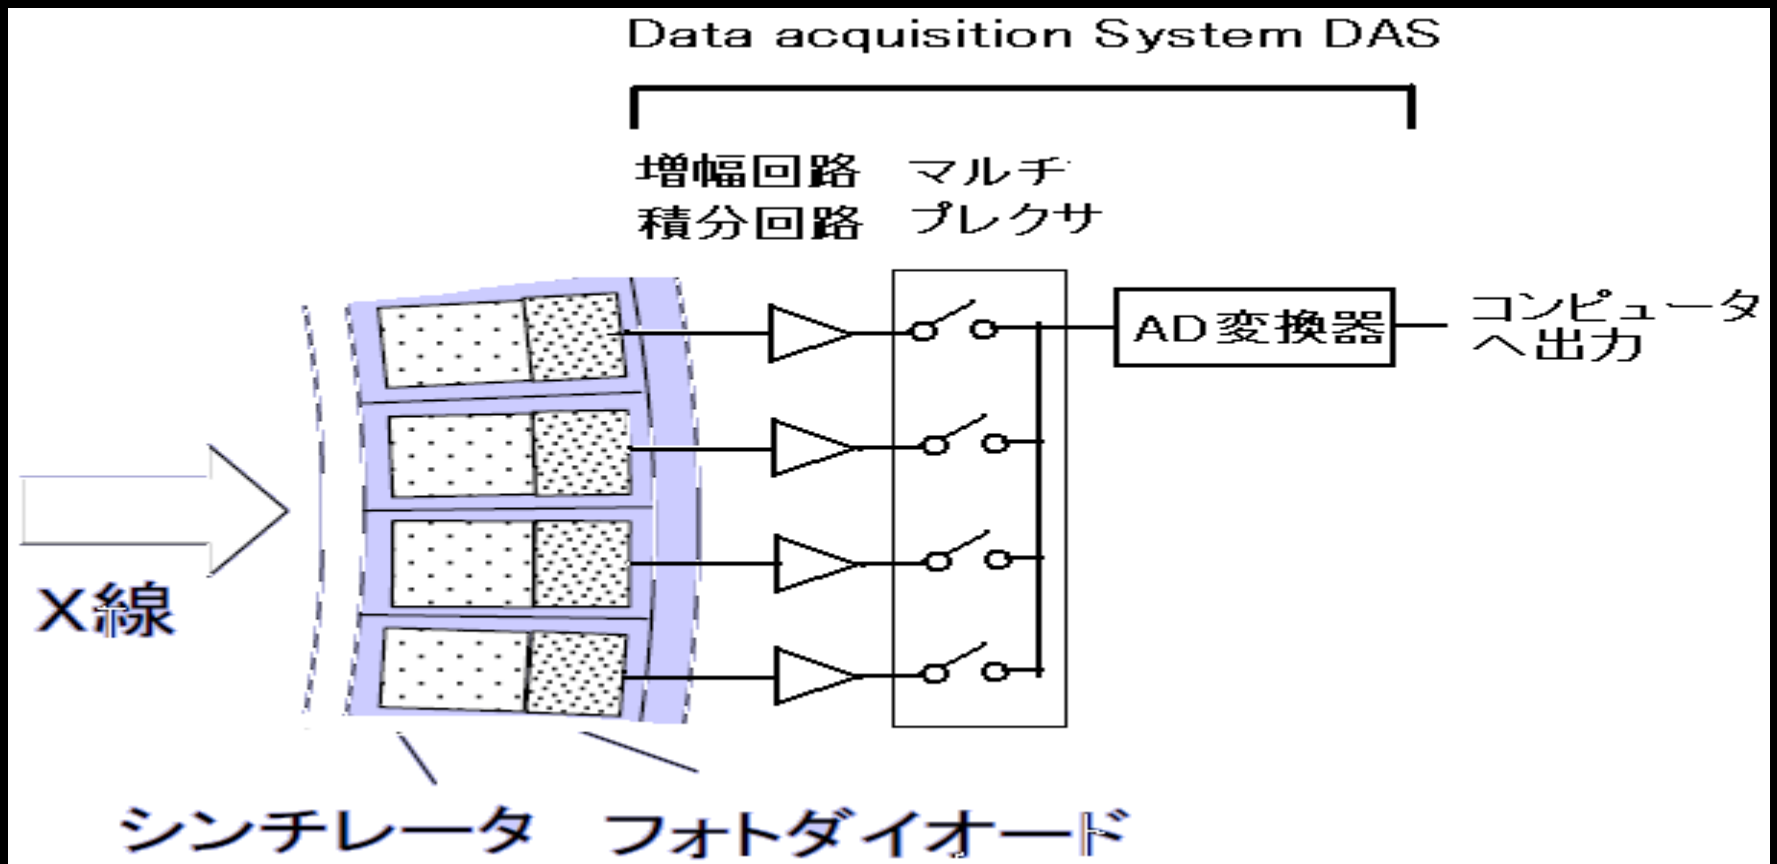 Data acquisition System DAS
増幅回路 マルチ
積分回路 プレクサ
AD変換器
コンピュータ
へ出力
X線
シンチレータ フォトダイオード